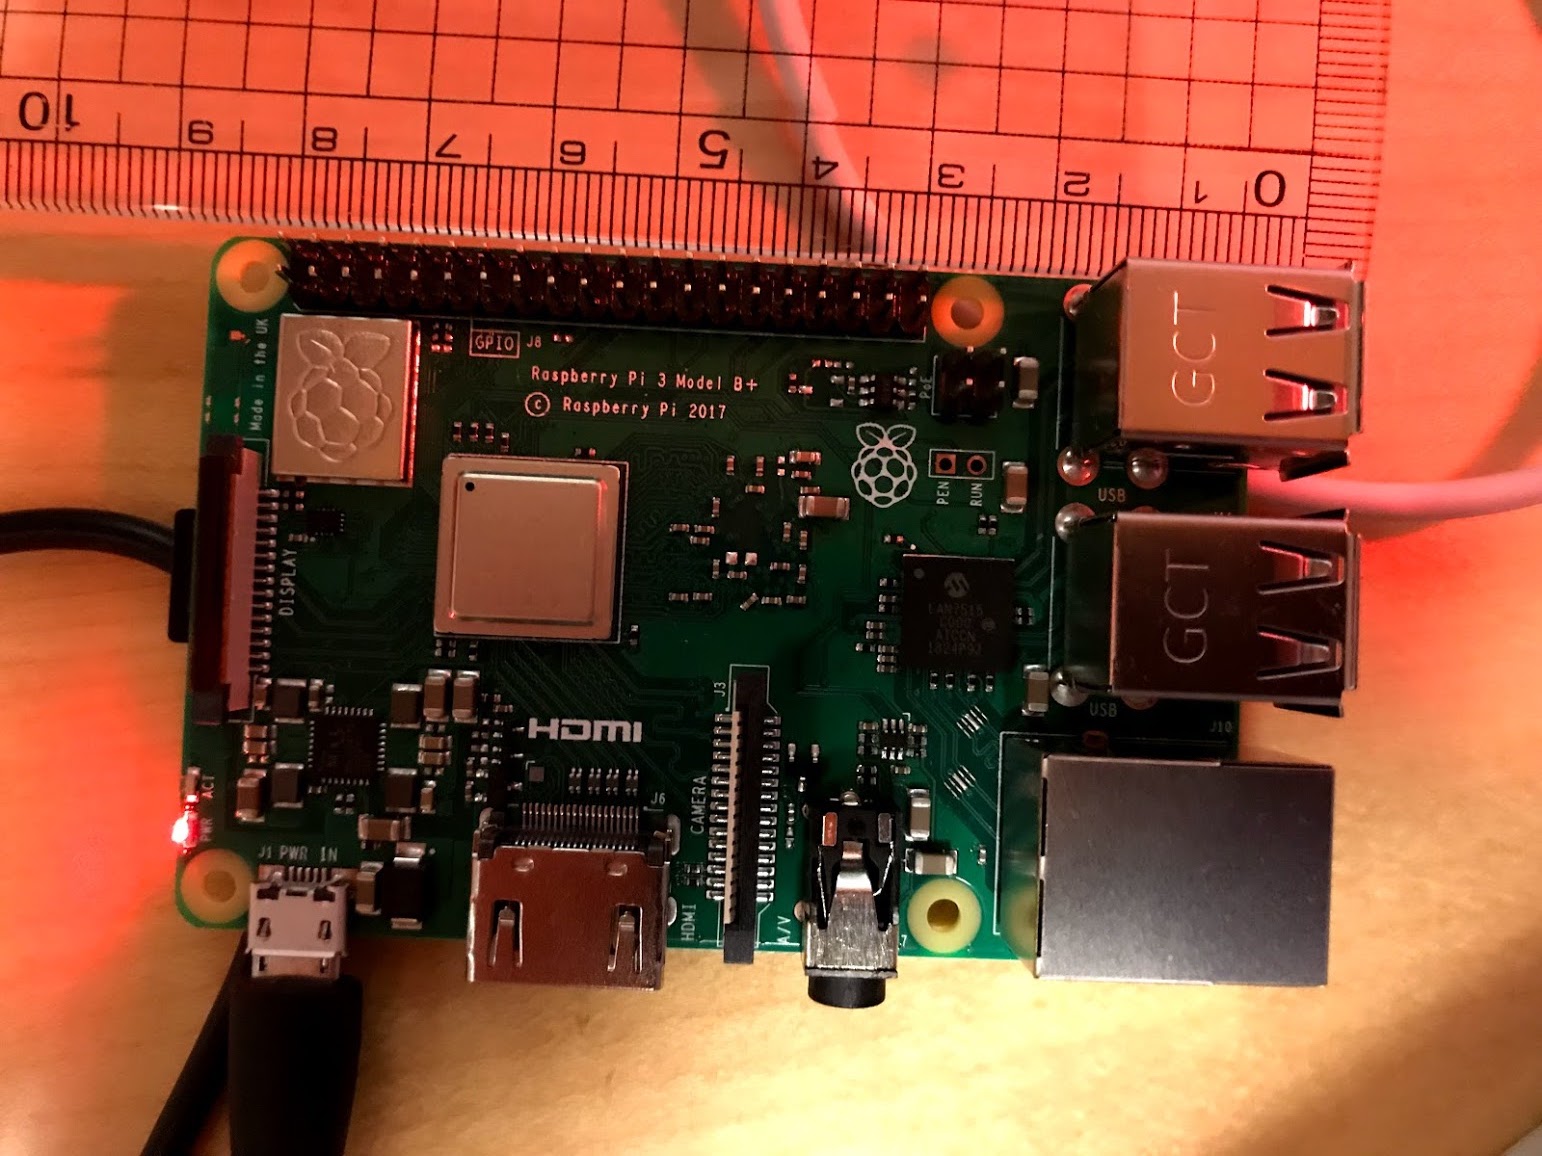 10 9 8 7 6 5 4 3 2 1 0
GPIO J8
Raspberry Pi 3 Model B+
© Raspberry Pi 2017
Made in the UK
PoE
GCT
PEN
RUN
USB
DISPLAY
GCT
LAN7515
ATCCN
1824P92
USB
J10
J3
HDMI
ACT
PWR
CAMERA
J6
J1 PWR IN
HDMI
A/V